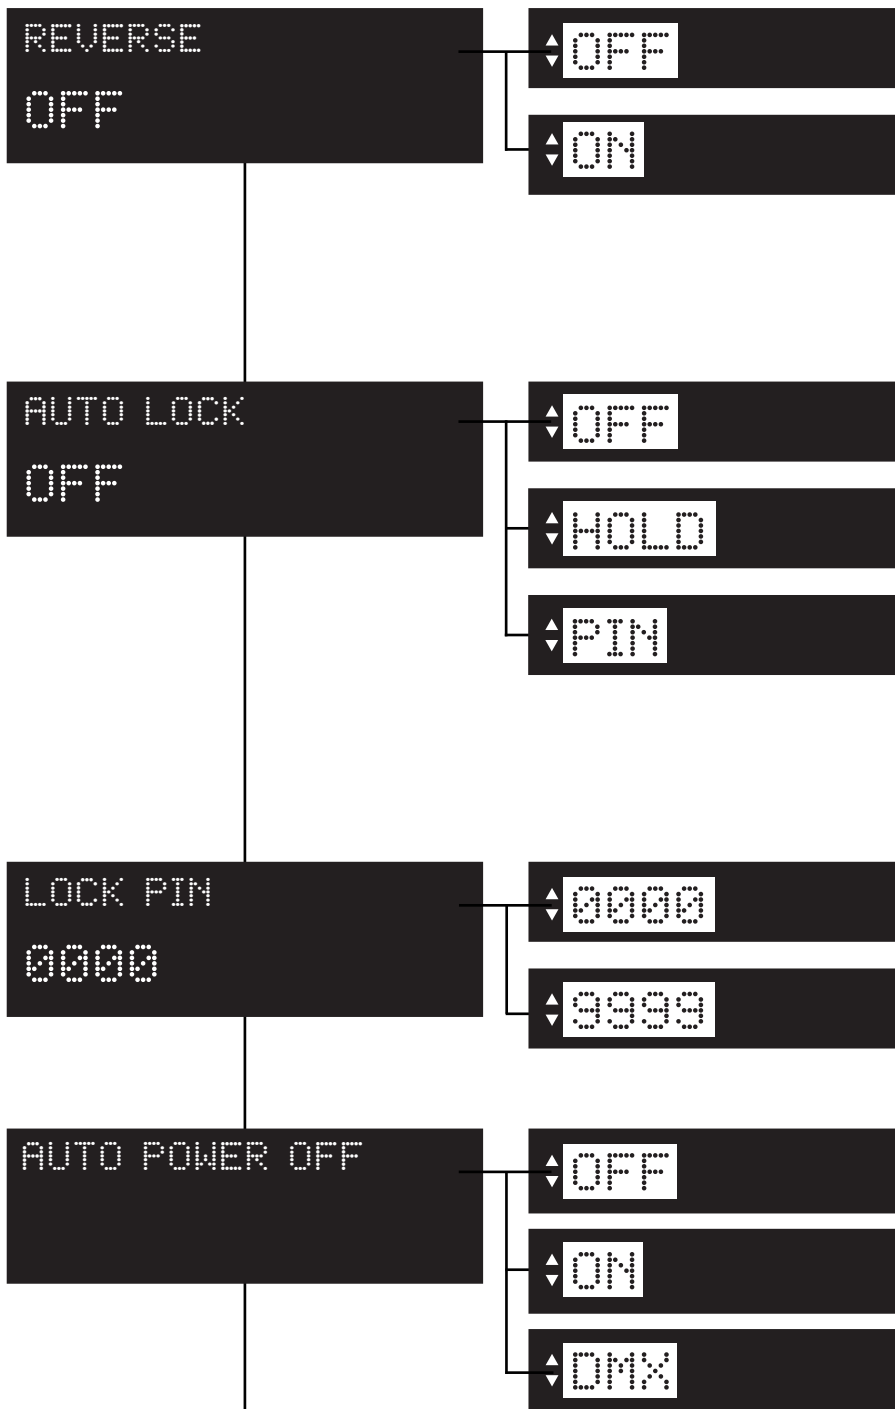 REVERSE
OFF
OFF
ON
AUTO LOCK
OFF
OFF
HOLD
PIN
LOCK PIN
0000
0000
9999
AUTO POWER OFF
OFF
ON
DMX